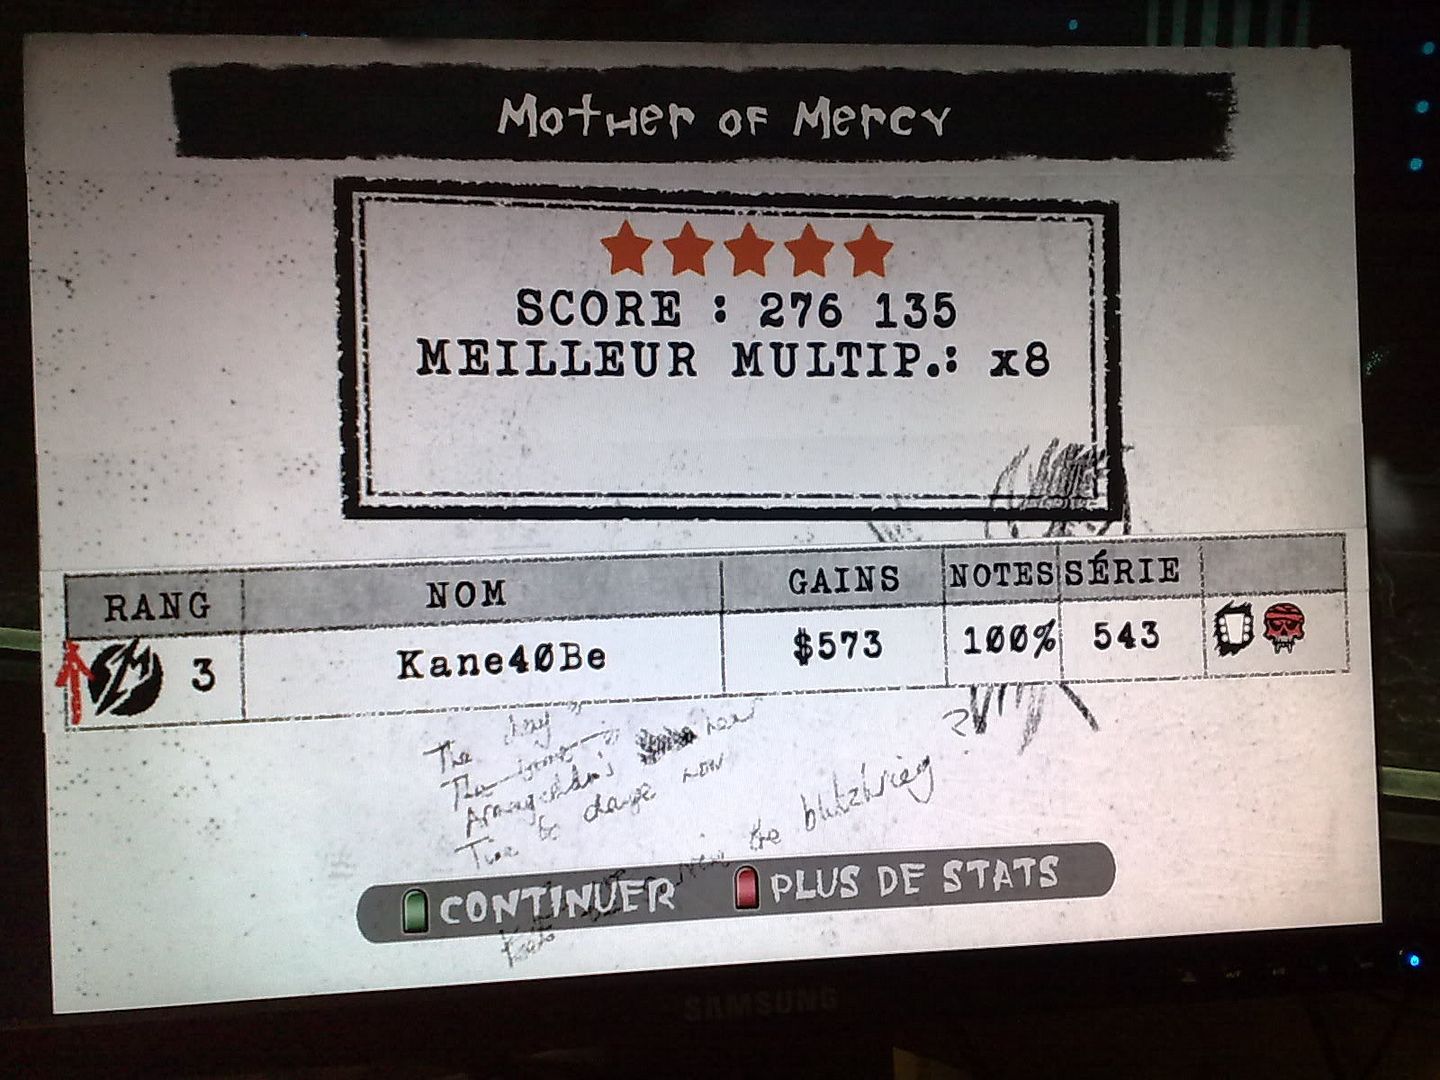 Mother of Mercy
SCORE : 276 135
MEILLEUR MULTIP.: x8
RANG NOM GAINS NOTES SÉRIE
3 Kane40Be $573 100% 543
The
Time to change now
the blitzkrieg
CONTINUER PLUS DE STATS
SAMSUNG